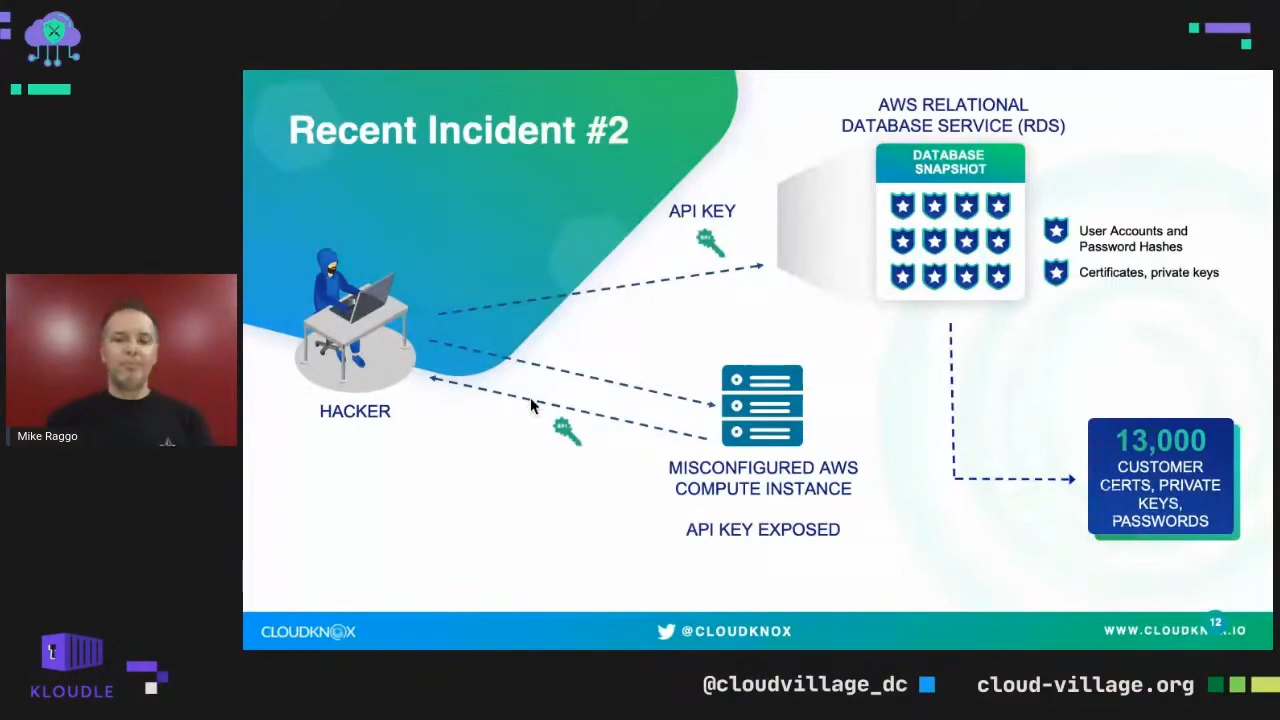 Recent Incident #2
AWS RELATIONAL
DATABASE SERVICE (RDS)
DATABASE
SNAPSHOT
API KEY
User Accounts and
Password Hashes
Certificates, private keys
HACKER
MISCONFIGURED AWS
COMPUTE INSTANCE
API KEY EXPOSED
13,000
CUSTOMER
CERTS, PRIVATE
KEYS,
PASSWORDS
Mike Raggo
CLOUDKNOX
@CLOUDKNOX
12
KLOUDLE
@cloudvillage_dc
cloud-village.org